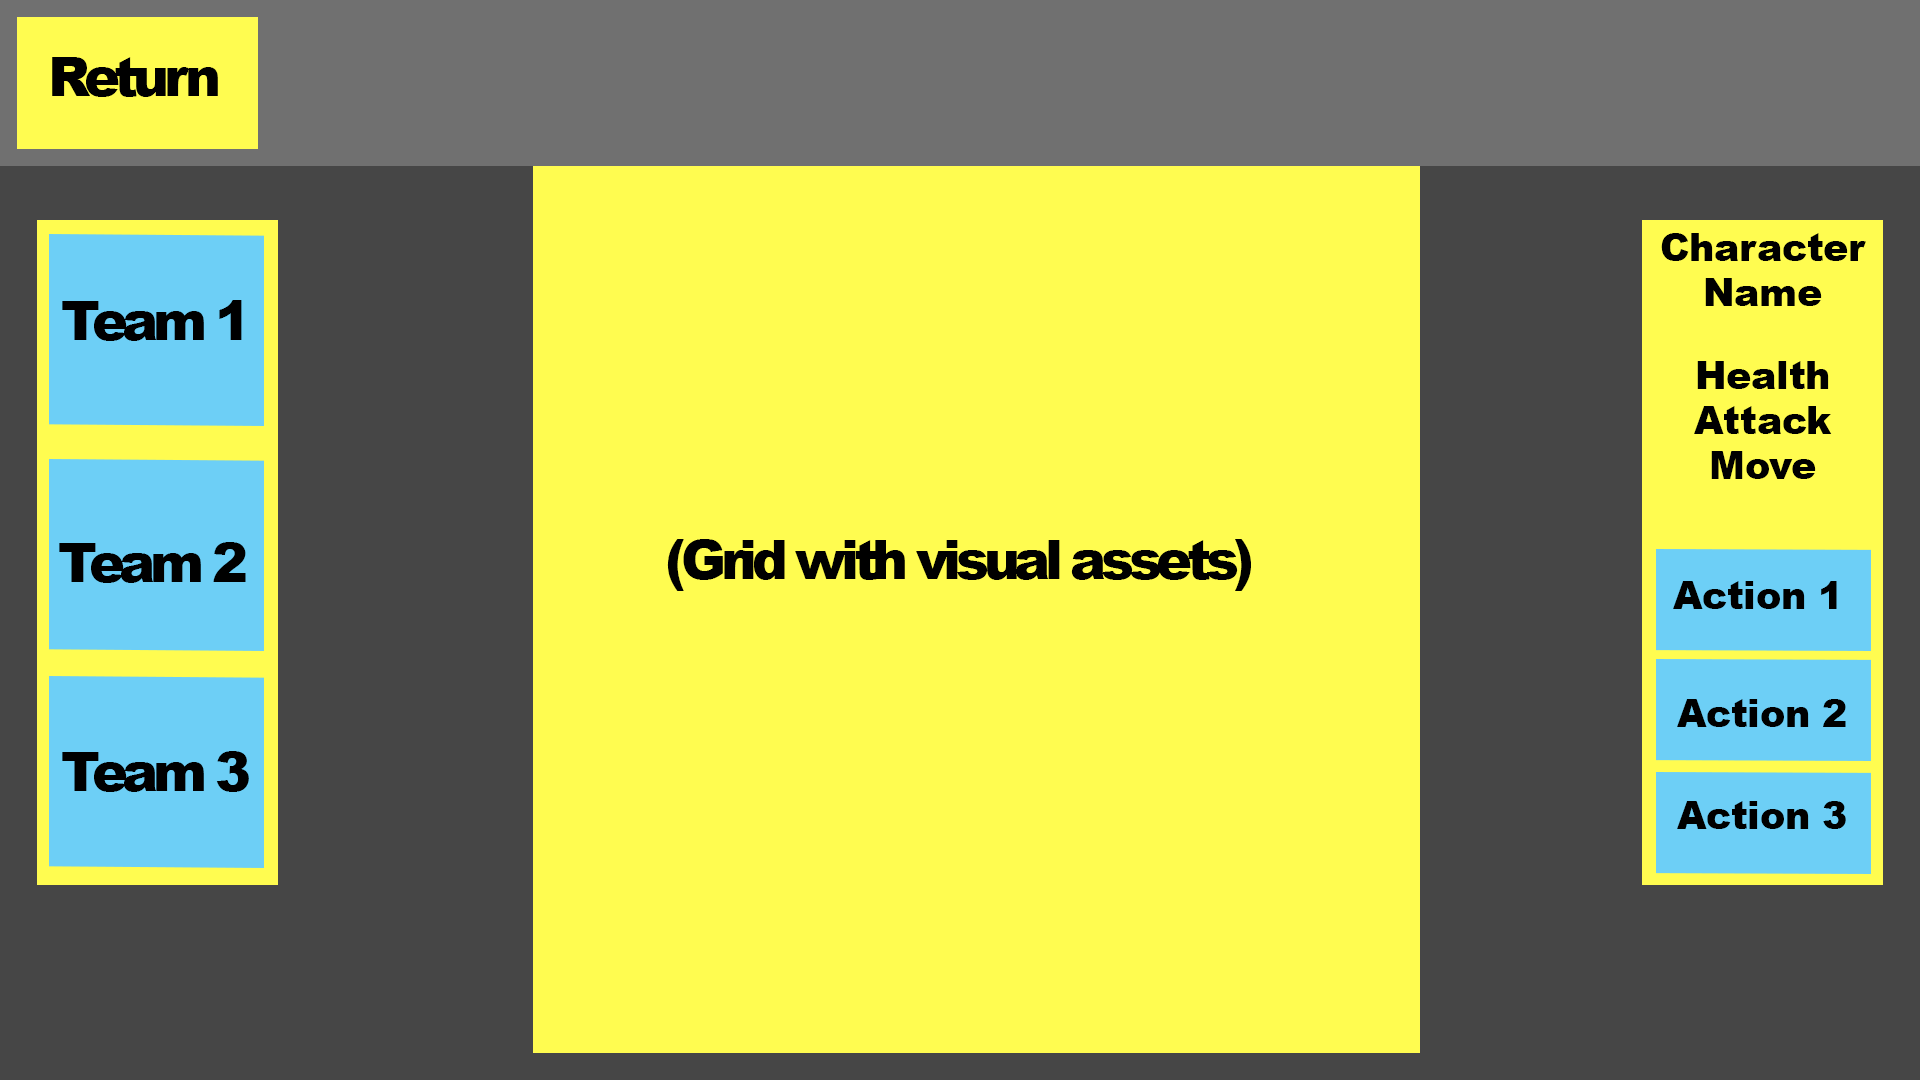 Return
Team 1
Team 2
Team 3
(Grid with visual assets)
Character
Name
Health
Attack
Move
Action 1
Action 2
Action 3